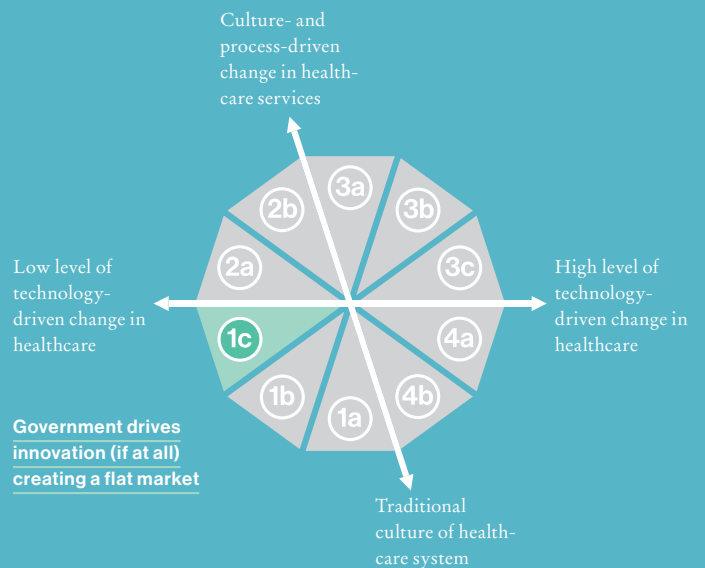 Culture- and
process-driven
change in health-
care services
3a
2b
3b
2a
3c
Low level of
technology-
driven change in
healthcare
High level of
technology-
driven change in
healthcare
1c
4a
1b
4b
1a
Government drives
innovation (if at all)
creating a flat market
Traditional
culture of health-
care system